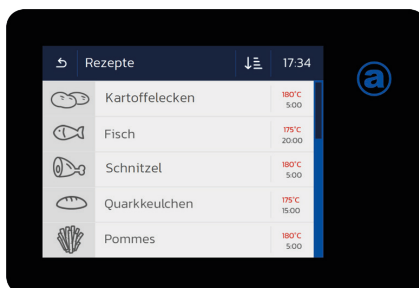 Rezepte 17:34
Kartoffelecken 180°C
5:00
Fisch 175°C
20:00
Schnitzel 180°C
5:00
Quarkkeulchen 175°C
15:00
Pommes 180°C
5:00
a